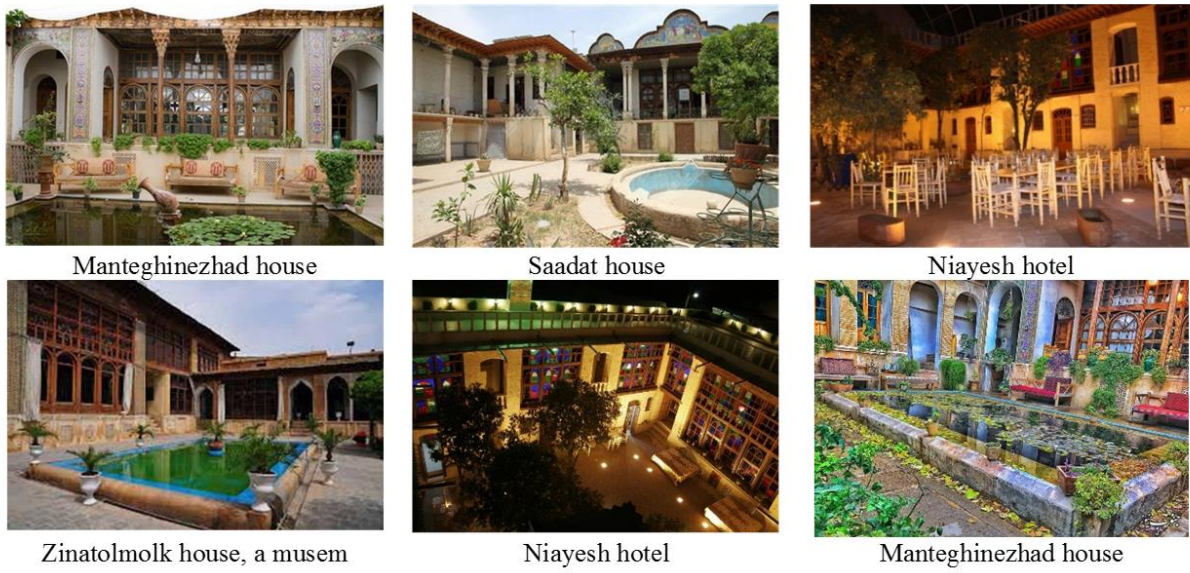 Manteghinezhad house
Saadat house
Niayesh hotel
Zinatolmolk house, a musem
Niayesh hotel
Manteghinezhad house